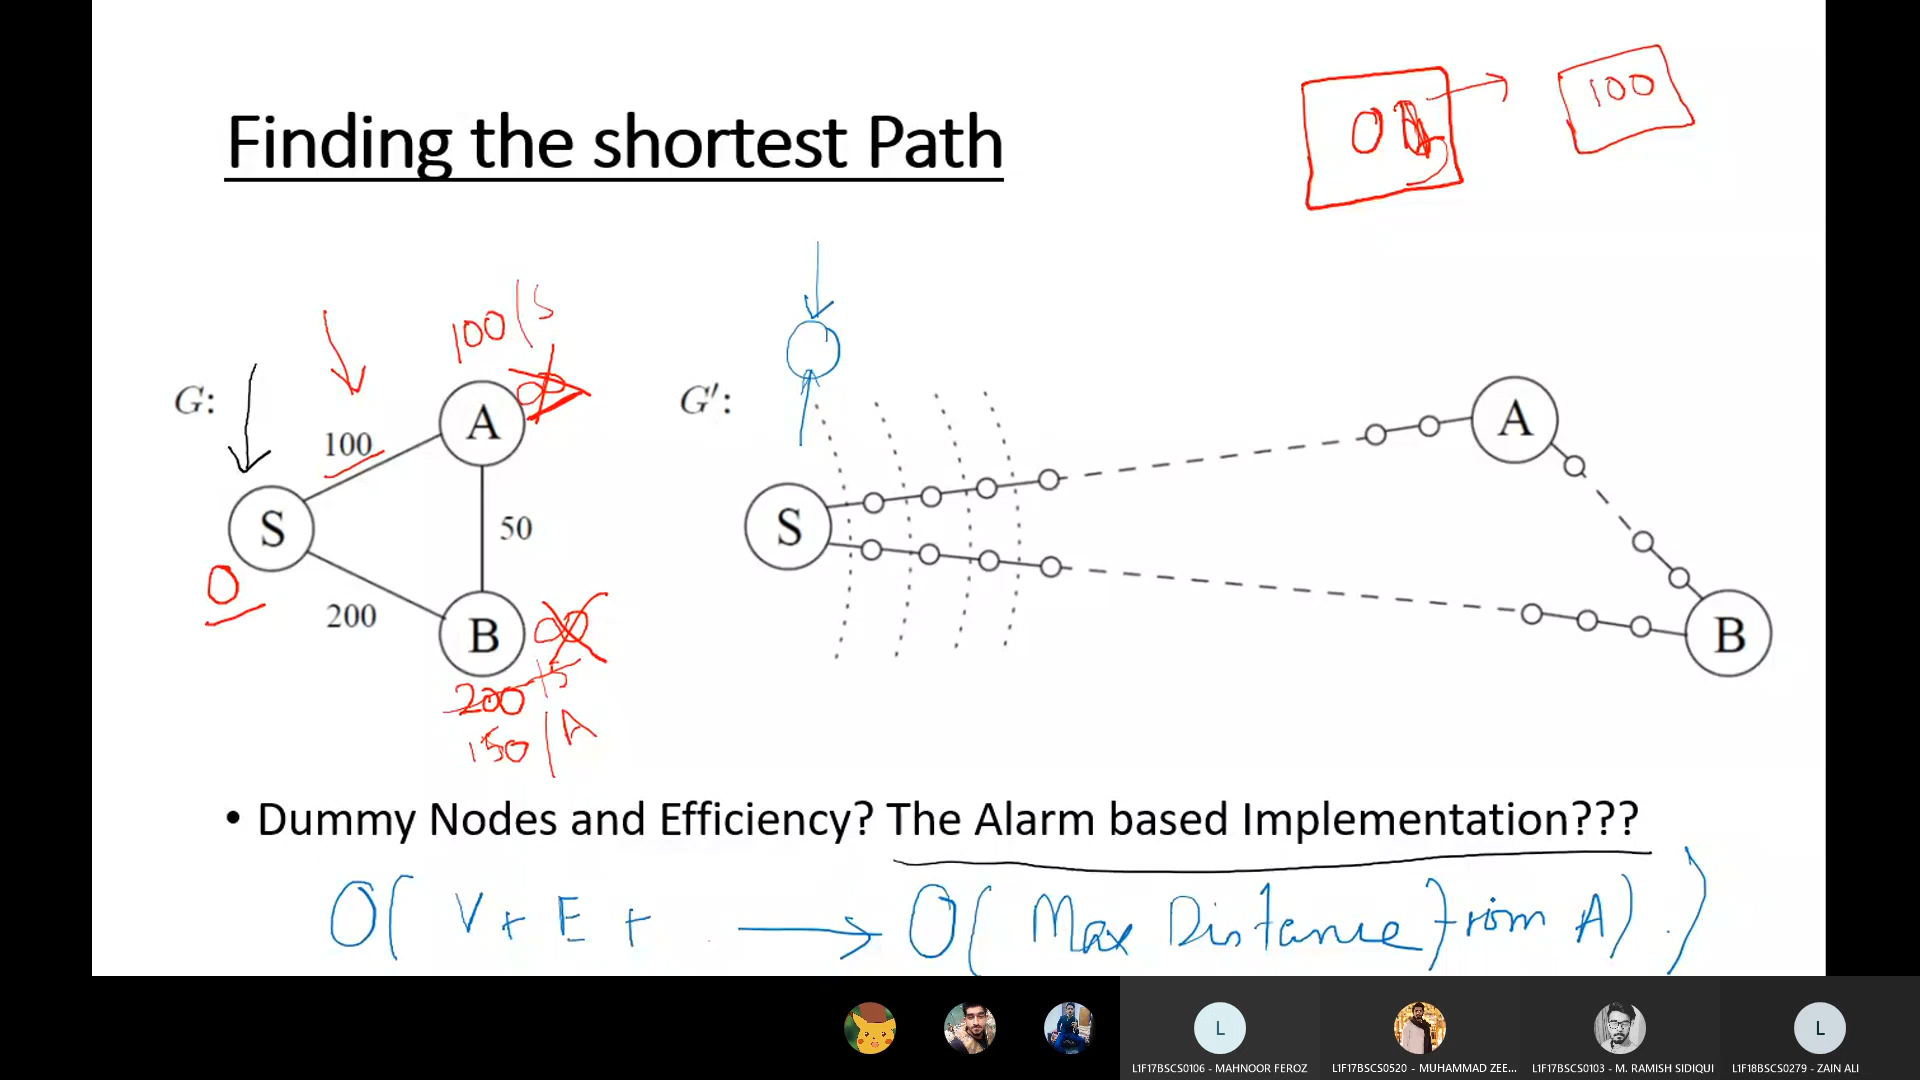 Finding the shortest Path
0
100
100/S
G:
100
A
∞
S
50
0
200
B
∞
200/S
150/A
G':
S
A
B
• Dummy Nodes and Efficiency? The Alarm based Implementation???
O( V + E + → O( Max Distance from A) )
L
L
L1F17BSCS0106 - MAHNOOR FEROZ
L1F17BSCS0520 - MUHAMMAD ZEE...
L1F17BSCS0103 - M. RAMISH SIDIQUI
L1F18BSCS0279 - ZAIN ALI